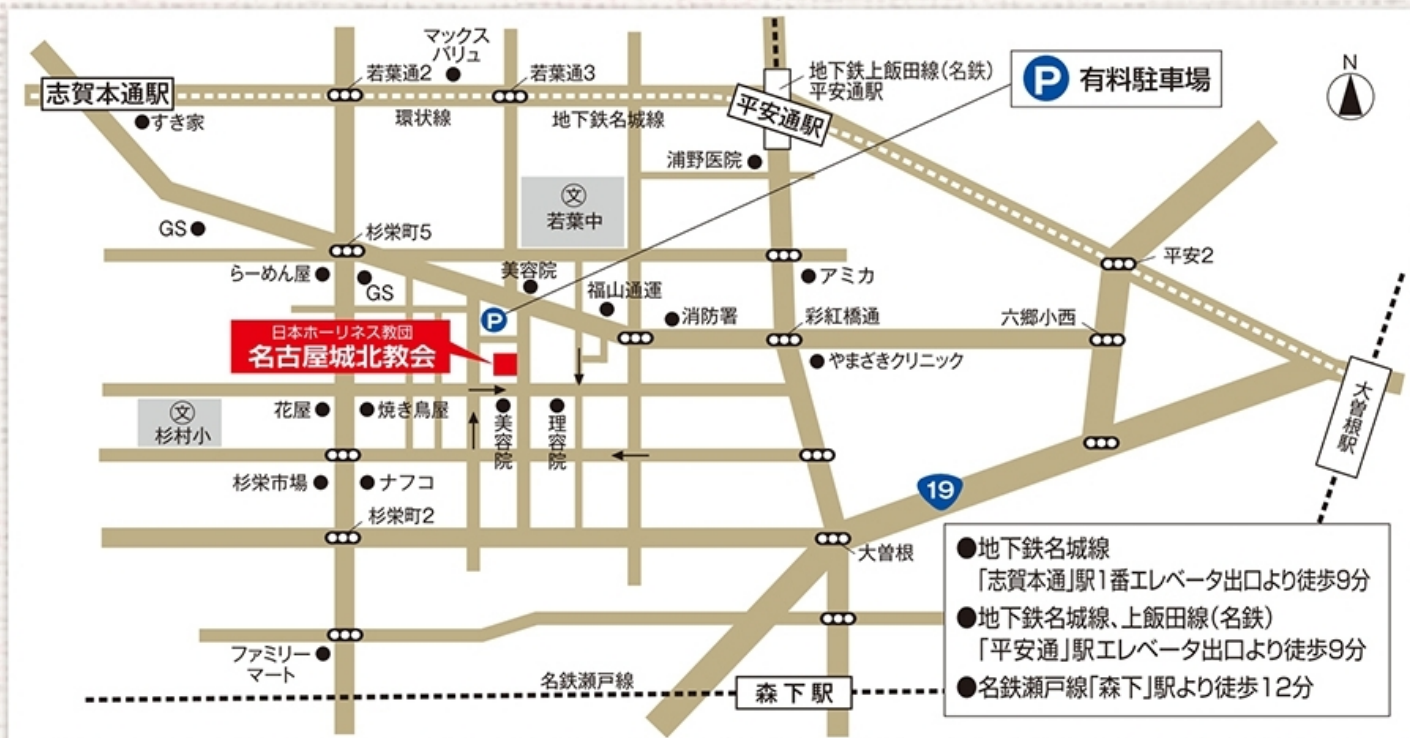 マックス
バリュ
若葉通2
若葉通3
地下鉄上飯田線(名鉄)
平安通駅
P 有料駐車場
N
志賀本通駅
平安通駅
すき家
環状線
地下鉄名城線
浦野医院
文
若葉中
GS
杉栄町5
平安2
らーめん屋
GS
美容院
アミカ
福山通運
P
消防署
彩紅橋通
六郷小西
日本ホーリネス教団
名古屋城北教会
やまざきクリニック
大曽根駅
文
杉村小
花屋
焼き鳥屋
美容院
理容院
杉栄市場
ナフコ
19
杉栄町2
大曽根
●地下鉄名城線
「志賀本通」駅1番エレベータ出口より徒歩9分
●地下鉄名城線、上飯田線(名鉄)
「平安通」駅エレベータ出口より徒歩9分
●名鉄瀬戸線「森下」駅より徒歩12分
ファミリー
マート
名鉄瀬戸線
森下駅